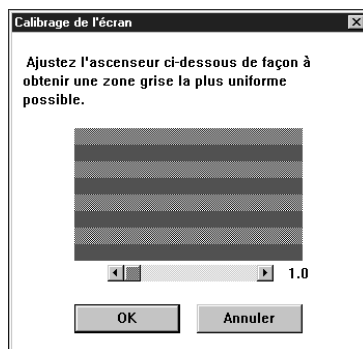 Calibrage de l'écran
Ajustez l'ascenseur ci-dessous de façon à
obtenir une zone grise la plus uniforme
possible.
1.0
OK
Annuler